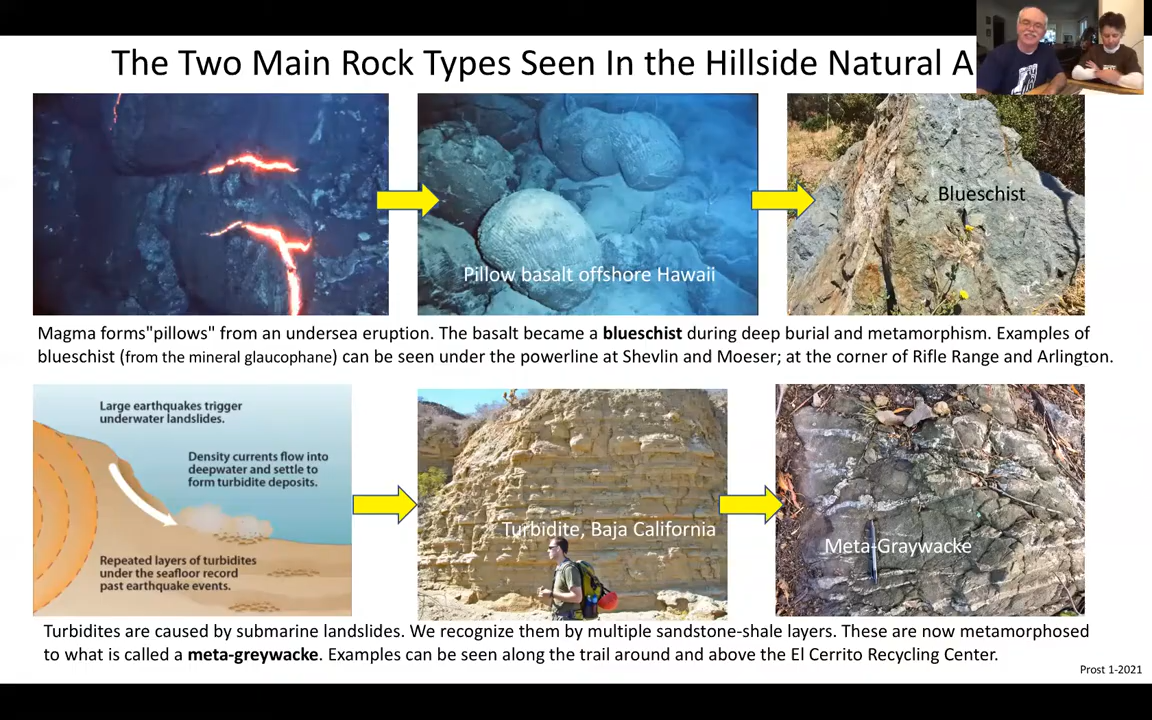 The Two Main Rock Types Seen In the Hillside Natural A
Blueschist
Pillow basalt offshore Hawaii
Magma forms"pillows" from an undersea eruption. The basalt became a blueschist during deep burial and metamorphism. Examples of
blueschist (from the mineral glaucophane) can be seen under the powerline at Shevlin and Moeser; at the corner of Rifle Range and Arlington.
Large earthquakes trigger
underwater landslides.
Density currents flow into
deepwater and settle to
form turbidite deposits.
Repeated layers of turbidites
under the seafloor record
past earthquake events.
Turbidite, Baja California
Meta-Graywacke
Turbidites are caused by submarine landslides. We recognize them by multiple sandstone-shale layers. These are now metamorphosed
to what is called a meta-greywacke. Examples can be seen along the trail around and above the El Cerrito Recycling Center.
Prost 1-2021